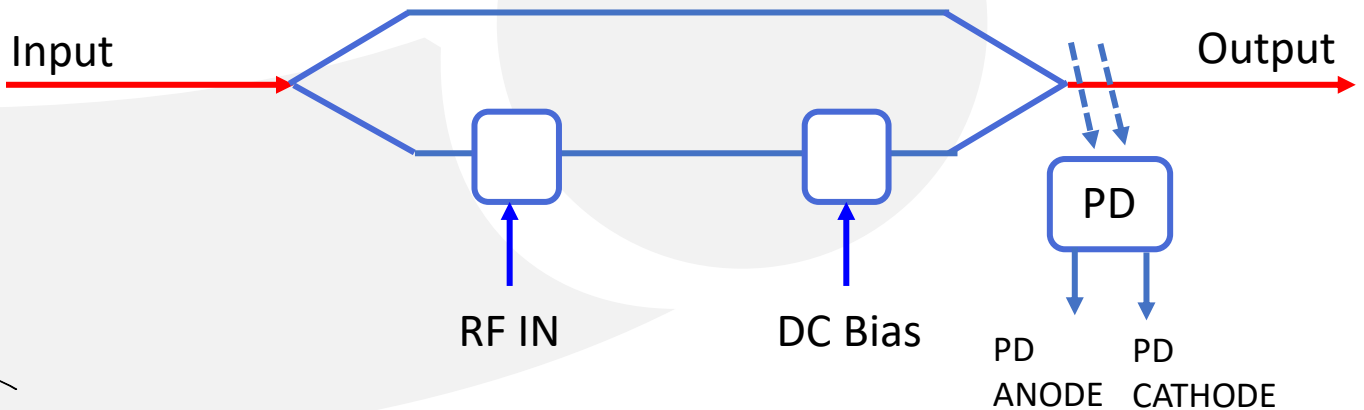 Input
Output
PD
RF IN
DC Bias
PD
ANODE
PD
CATHODE